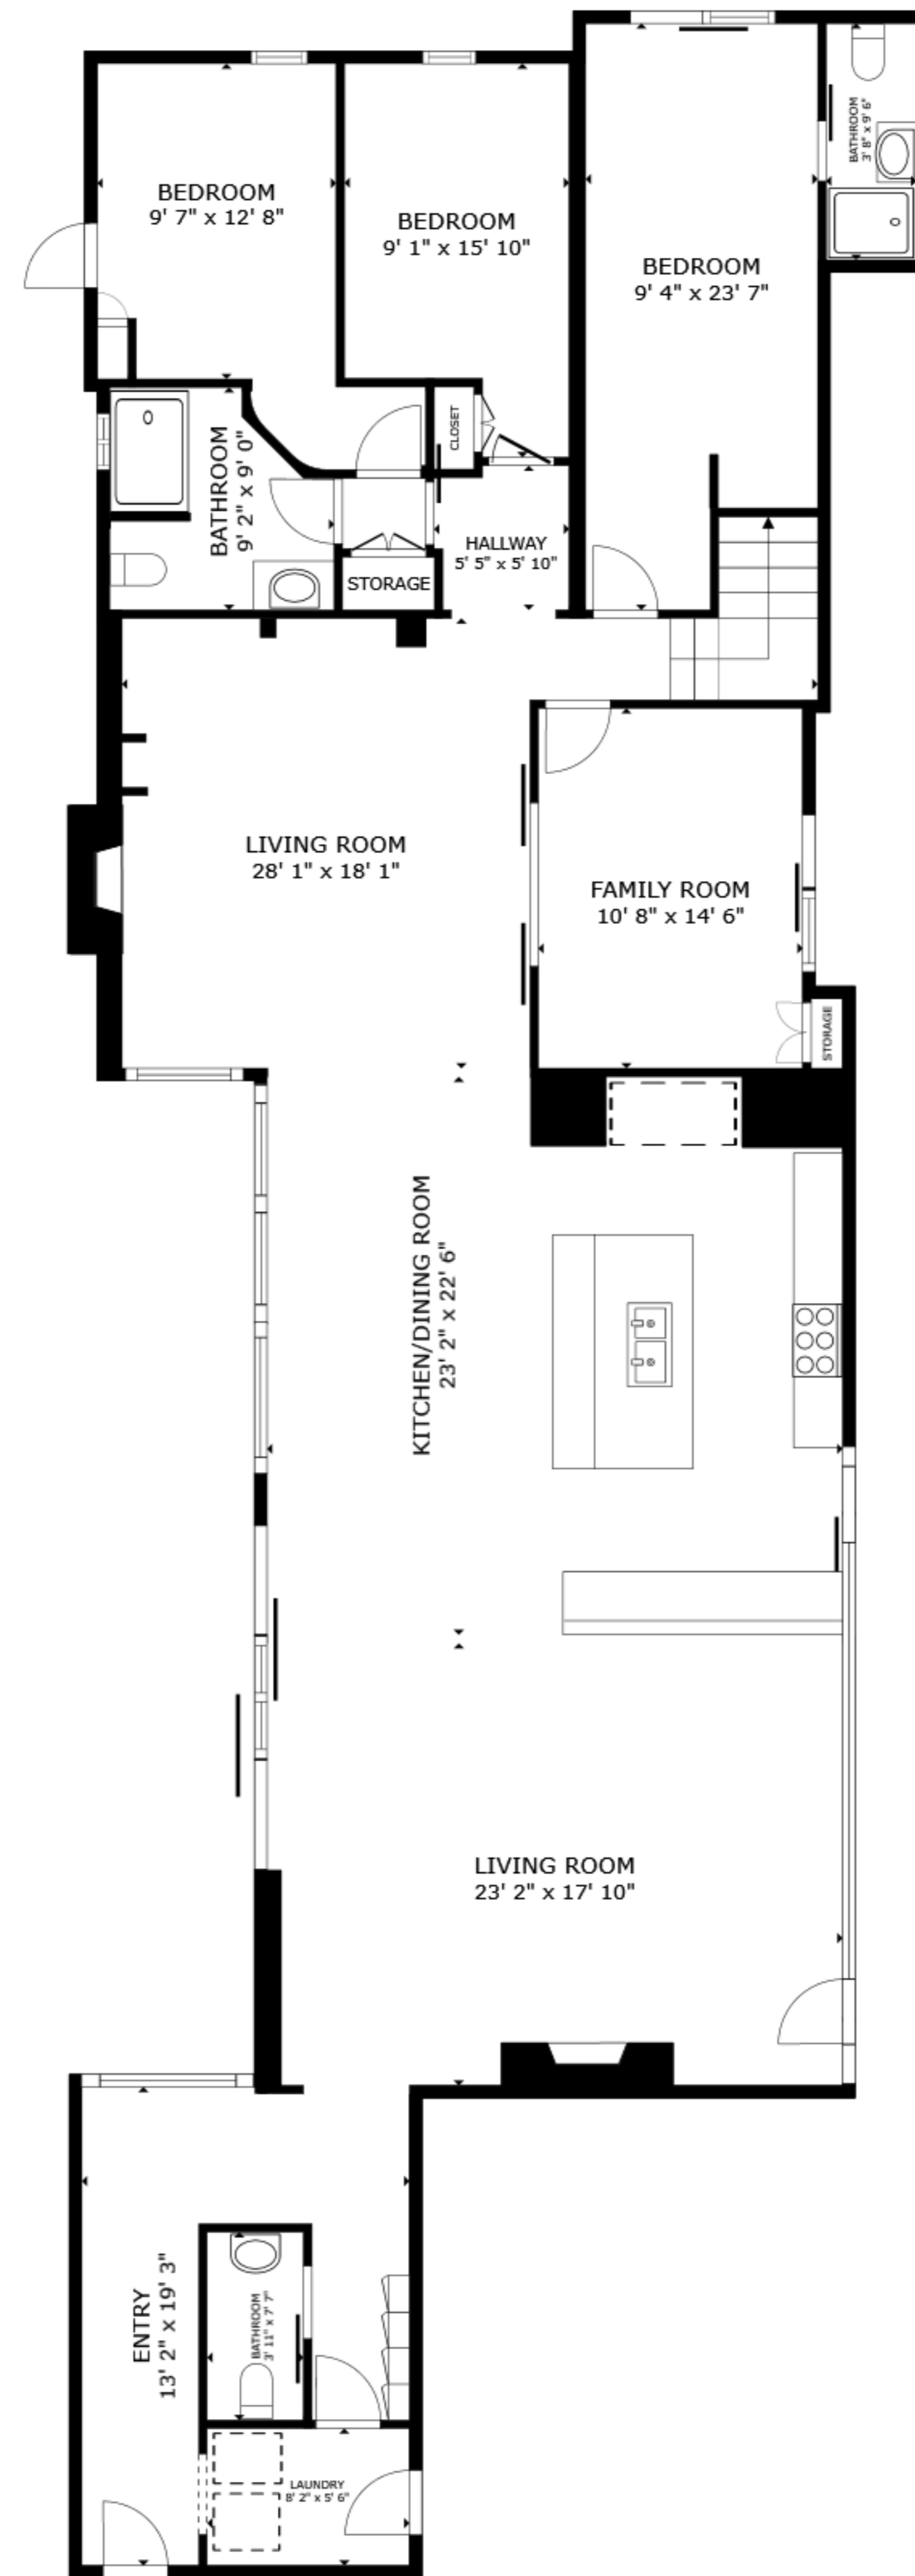 BATHROOM
3' 8" x 9' 6"
BEDROOM
9' 7" x 12' 8"
BEDROOM
9' 1" x 15' 10"
BEDROOM
9' 4" x 23' 7"
CLOSET
BATHROOM
9' 2" x 9' 0"
HALLWAY
5' 5" x 5' 10"
STORAGE
LIVING ROOM
28' 1" x 18' 1"
FAMILY ROOM
10' 8" x 14' 6"
STORAGE
KITCHEN/DINING ROOM
23' 2" x 22' 6"
LIVING ROOM
23' 2" x 17' 10"
ENTRY
13' 2" x 19' 3"
BATHROOM
3' 11" x 7' 7"
LAUNDRY
8' 2" x 5' 6"